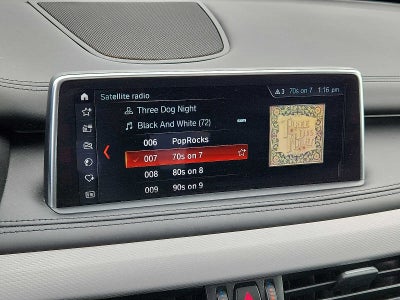 Satellite radio
3 70s on 7 1:16 pm
Three Dog Night
Black And White (72)
006 PopRocks
007 70s on 7
008 80s on 8
009 90s on 9